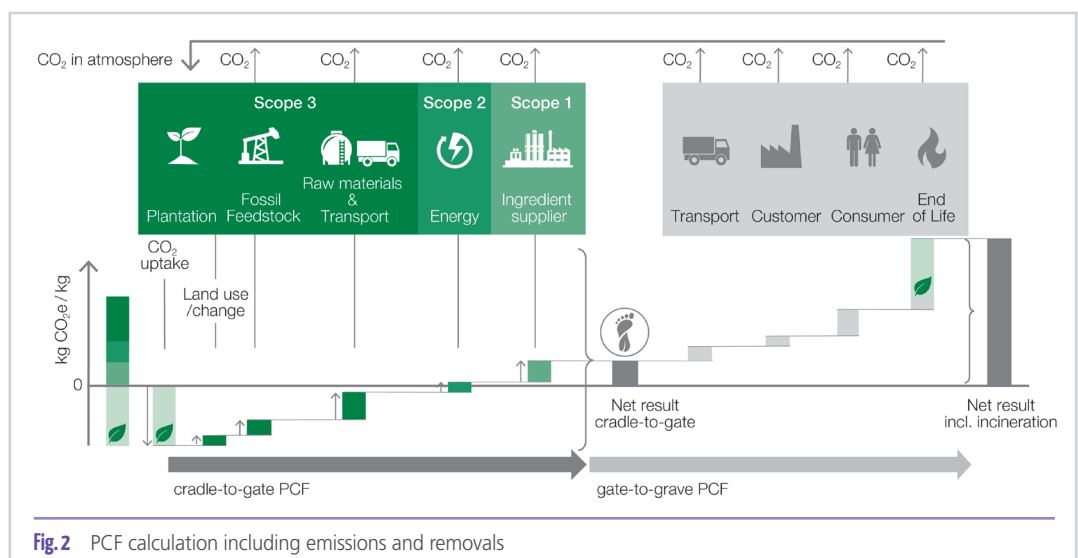 CO₂ in atmosphere
CO₂
CO₂
CO₂
CO₂
CO₂
CO₂
CO₂
CO₂
Scope 3
Scope 2
Scope 1
Plantation
Fossil
Feedstock
Raw materials
&
Transport
Energy
Ingredient
supplier
Transport
Customer
Consumer
End
of Life
CO₂
uptake
Land use
/change
kg CO₂e / kg
0
Net result
cradle-to-gate
Net result
incl. incineration
cradle-to-gate PCF
gate-to-grave PCF
Fig. 2 PCF calculation including emissions and removals